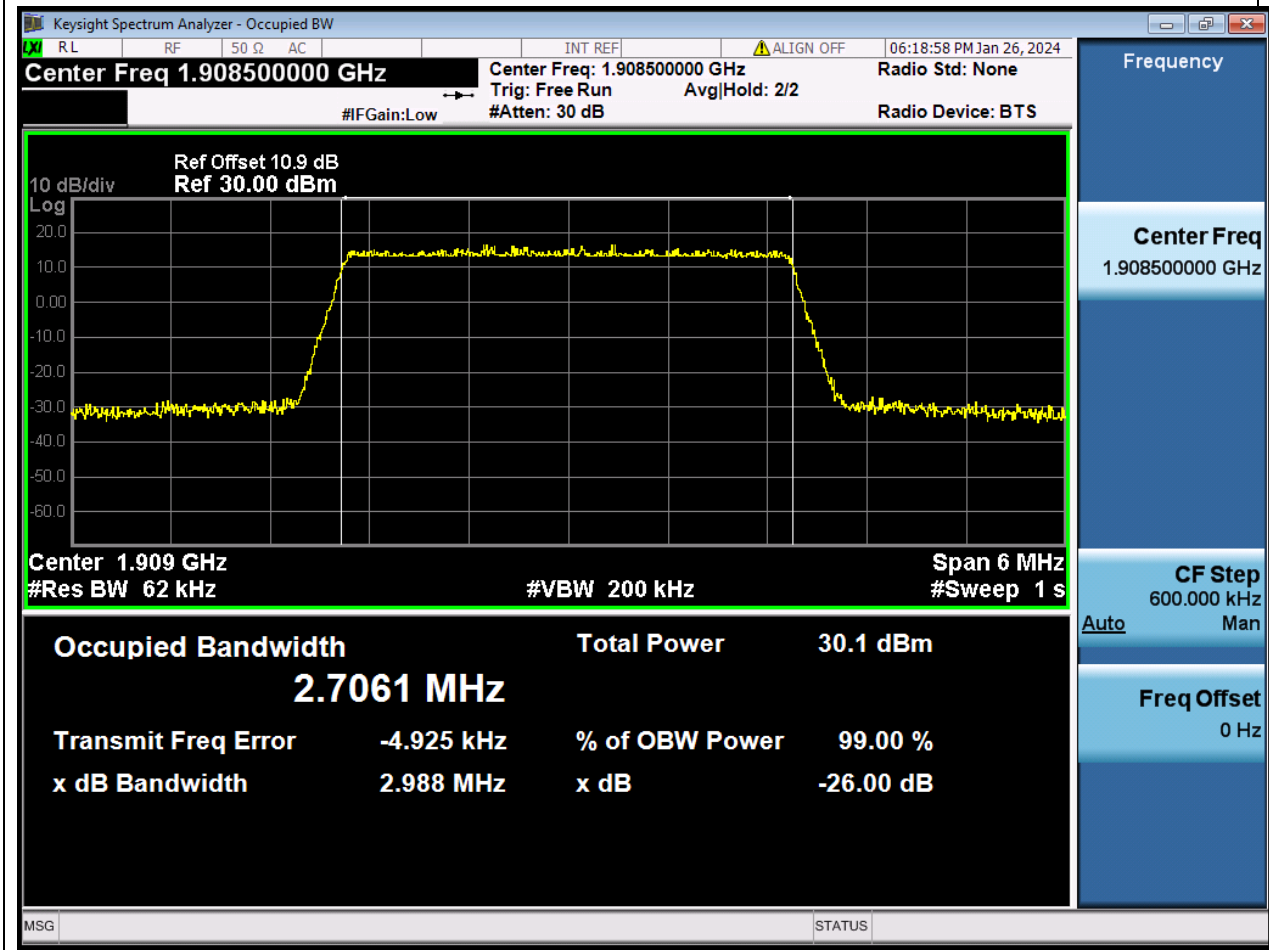 Keysight Spectrum Analyzer - Occupied BW
LXI RL RF 50 Ω AC INT REF ALIGN OFF 06:18:58 PM Jan 26, 2024
Center Freq 1.908500000 GHz
Center Freq: 1.908500000 GHz
Radio Std: None
Trig: Free Run Avg|Hold: 2/2
#IFGain:Low
#Atten: 30 dB
Radio Device: BTS
Ref Offset 10.9 dB
10 dB/div Ref 30.00 dBm
Log
20.0
10.0
0.00
-10.0
-20.0
-30.0
-40.0
-50.0
-60.0
Center 1.909 GHz Span 6 MHz
#Res BW 62 kHz #VBW 200 kHz #Sweep 1 s
Occupied Bandwidth Total Power 30.1 dBm
2.7061 MHz
Transmit Freq Error -4.925 kHz % of OBW Power 99.00 %
x dB Bandwidth 2.988 MHz x dB -26.00 dB
Frequency
Center Freq
1.908500000 GHz
CF Step
600.000 kHz
Auto Man
Freq Offset
0 Hz
MSG STATUS